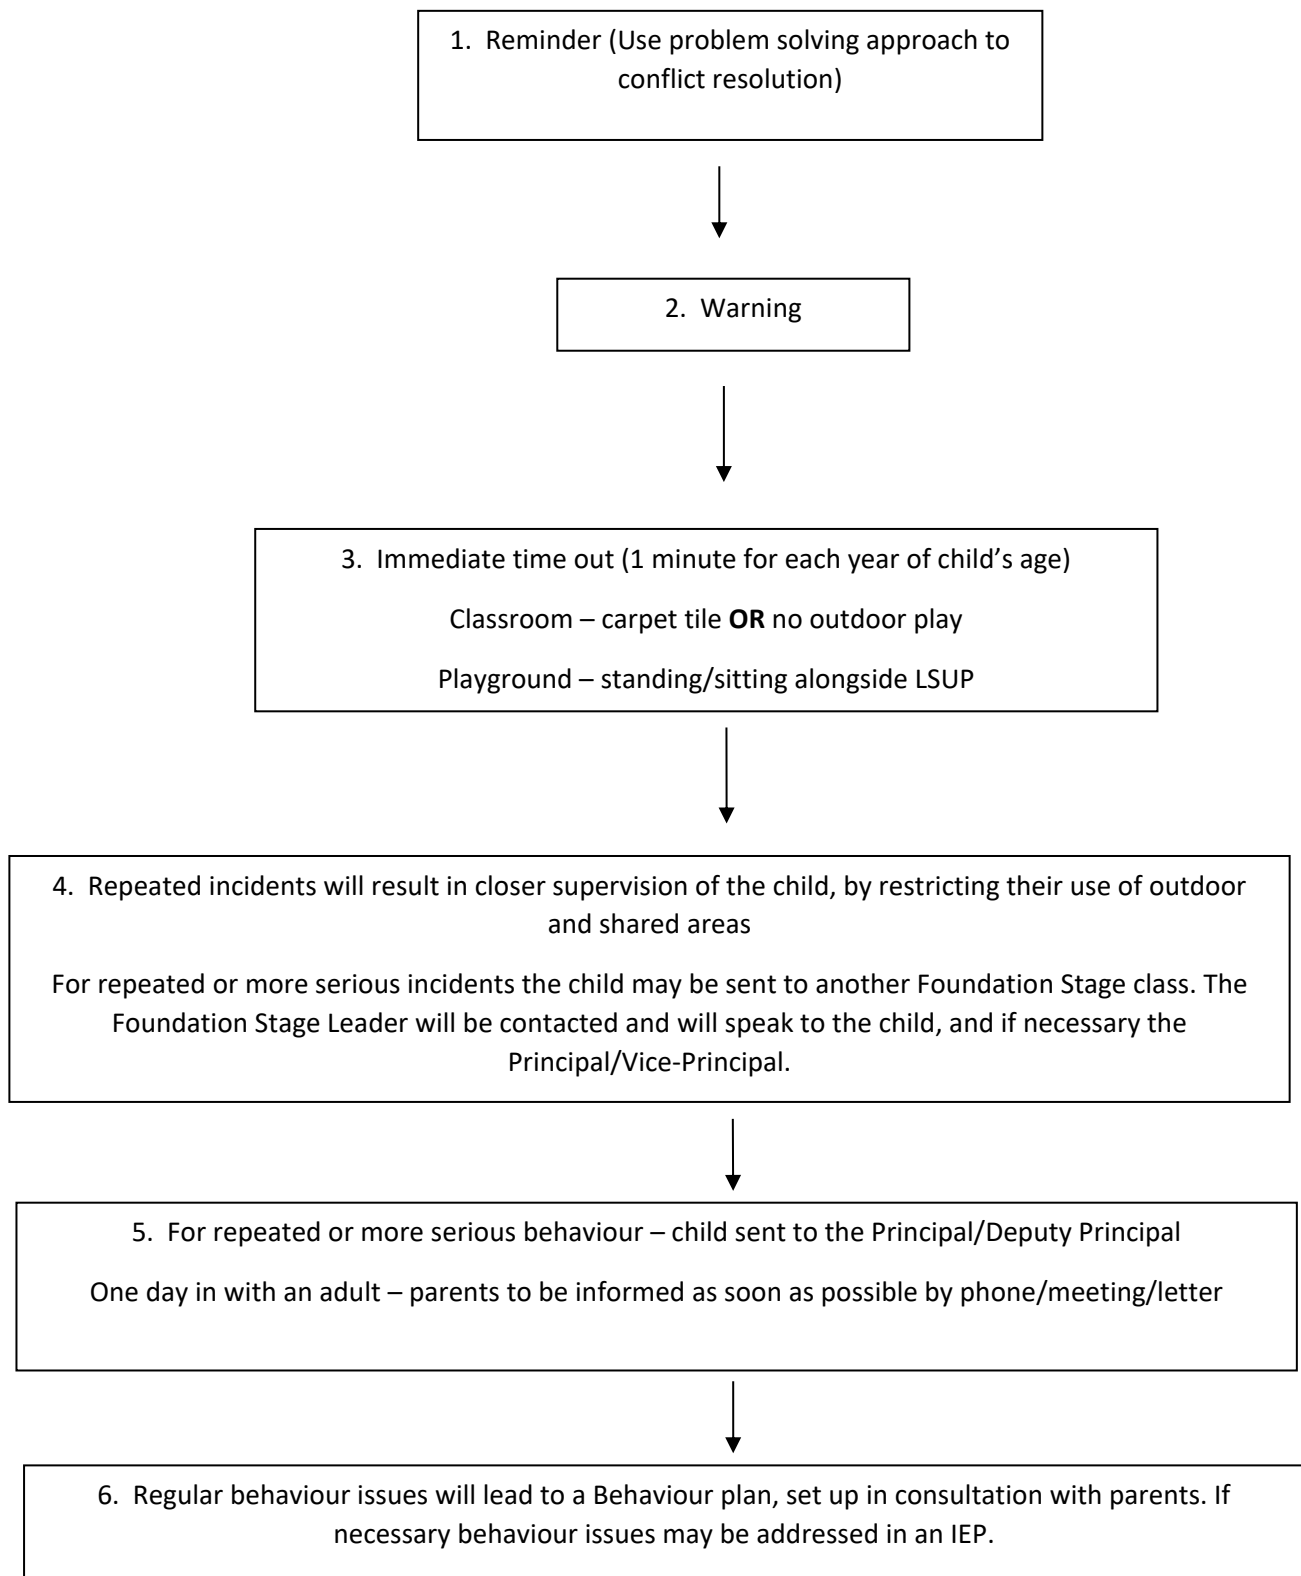 1. Reminder (Use problem solving approach to
conflict resolution)
2. Warning
3. Immediate time out (1 minute for each year of child’s age)
Classroom – carpet tile OR no outdoor play
Playground – standing/sitting alongside LSUP
4. Repeated incidents will result in closer supervision of the child, by restricting their use of outdoor
and shared areas
For repeated or more serious incidents the child may be sent to another Foundation Stage class. The
Foundation Stage Leader will be contacted and will speak to the child, and if necessary the
Principal/Vice-Principal.
5. For repeated or more serious behaviour – child sent to the Principal/Deputy Principal
One day in with an adult – parents to be informed as soon as possible by phone/meeting/letter
6. Regular behaviour issues will lead to a Behaviour plan, set up in consultation with parents. If
necessary behaviour issues may be addressed in an IEP.